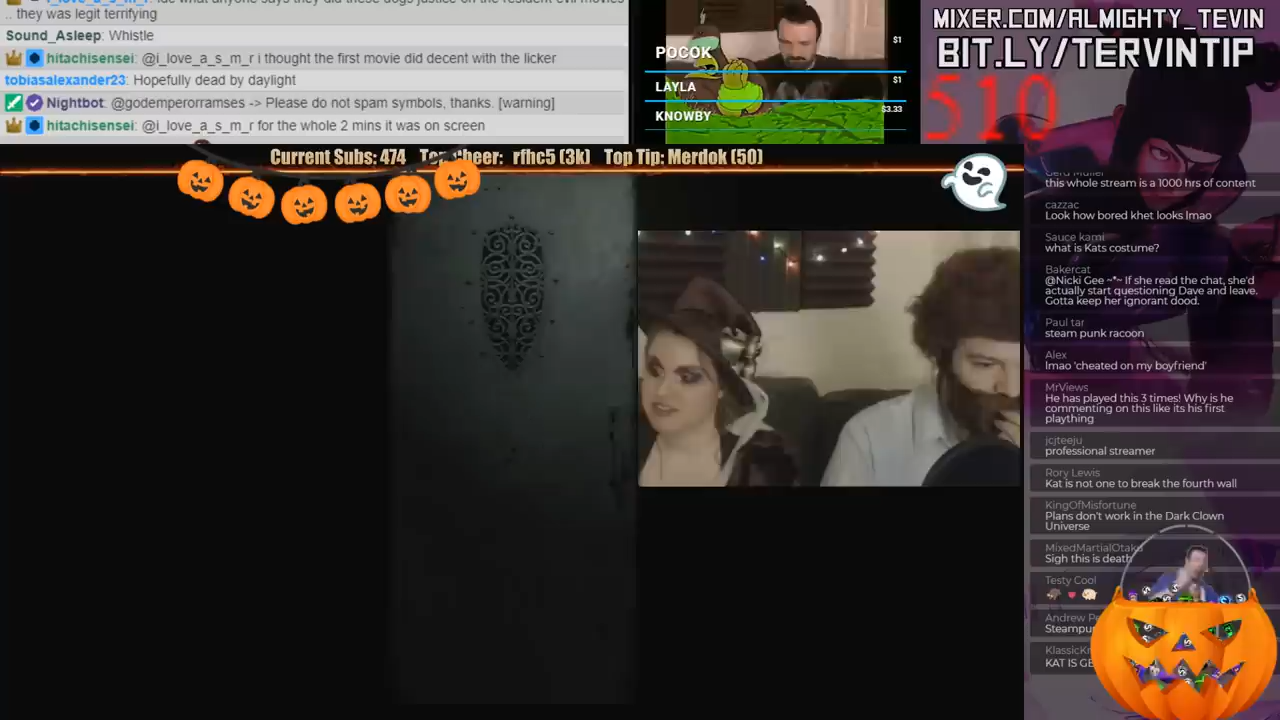 .. they was legit terrifying
Sound_Asleep: Whistle
hitachisensei: @i_love_a_s_m_r i thought the first movie did decent with the licker
tobiasalexander23: Hopefully dead by daylight
Nightbot: @godemperorramses -> Please do not spam symbols, thanks. [warning]
hitachisensei: @i_love_a_s_m_r for the whole 2 mins it was on screen
POCOK
$1
LAYLA
$1
KNOWBY
$3.33
MIXER.COM/ALMIGHTY_TEVIN
BIT.LY/TERVINTIP
510
Current Subs: 474 Top Cheer: rfhc5 (3k) Top Tip: Merdok (50)
this whole stream is a 1000 hrs of content
cazzac
Look how bored khet looks lmao
Sauce kami
what is Kats costume?
Bakercat
@Nicki Gee ~*~ If she read the chat, she'd
actually start questioning Dave and leave.
Gotta keep her ignorant dood.
Paul tar
steam punk racoon
Alex
lmao 'cheated on my boyfriend'
MrViews
He has played this 3 times! Why is he
commenting on this like its his first
plaything
jcjteeju
professional streamer
Rory Lewis
Kat is not one to break the fourth wall
KingOfMisfortune
Plans don't work in the Dark Clown
Universe
MixedMartialOtaku
Sigh this is death
Testy Cool
Andrew
KAT IS